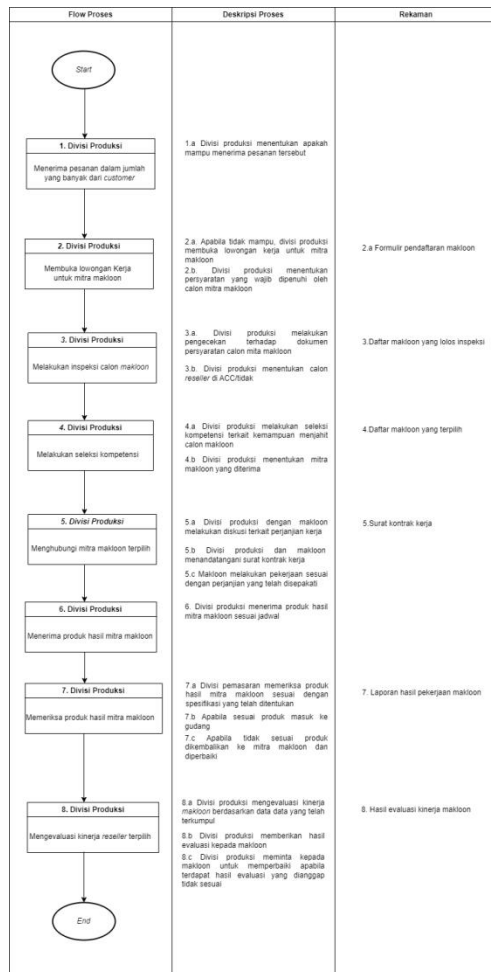 Flow Proses
Deskripsi Proses
Rekaman
Start
1. Divisi Produksi
Menerima pesanan dalam jumlah
yang banyak dari customer
1.a Divisi produksi menentukan apakah
mampu menerima pesanan tersebut
2. Divisi Produksi
Membuka lowongan Kerja
untuk mitra makloon
2.a. Apabila tidak mampu, divisi produksi
membuka lowongan kerja untuk mitra
makloon
2.b. Divisi produksi menentukan
persyaratan yang wajib dipenuhi oleh
calon mitra makloon
2.a Formulir pendaftaran makloon
3. Divisi Produksi
Melakukan inspeksi calon makloon
3.a. Divisi produksi melakukan
pengecekan terhadap dokumen
persyaratan calon mita makloon
3.b. Divisi produksi menentukan calon
reseller di ACC/tidak
3.Daftar makloon yang lolos inspeksi
4. Divisi Produksi
Melakukan seleksi kompetensi
4.a Divisi produksi melakukan seleksi
kompetensi terkait kemampuan menjahit
calon makloon
4.b Divisi produksi menentukan mitra
makloon yang diterima
4.Daftar makloon yang terpilih
5. Divisi Produksi
Menghubungi mitra makloon terpilih
5.a Divisi produksi dengan makloon
melakukan diskusi terkait perjanjian kerja
5.b Divisi produksi dan makloon
menandatangani surat kontrak kerja
5.c Makloon melakukan pekerjaan sesuai
dengan perjanjian yang telah disepakati
5.Surat kontrak kerja
6. Divisi Produksi
Menerima produk hasil mitra makloon
6. Divisi produksi menerima produk hasil
mitra makloon sesuai jadwal
7. Divisi Produksi
Memeriksa produk hasil mitra makloon
7.a Divisi pemasaran memeriksa produk
hasil mitra makloon sesuai dengan
spesifikasi yang telah ditentukan
7.b Apabila sesuai produk masuk ke
gudang
7.c Apabila tidak sesuai produk
dikembalikan ke mitra makloon dan
diperbaiki
7. Laporan hasil pekerjaan makloon
8. Divisi Produksi
Mengevaluasi kinerja reseller terpilih
8.a Divisi produksi mengevaluasi kinerja
makloon berdasarkan data data yang telah
terkumpul
8.b Divisi produksi memberikan hasil
evaluasi kepada makloon
8.c Divisi produksi meminta kepada
makloon untuk memperbaiki apabila
terdapat hasil evaluasi yang dianggap
tidak sesuai
8. Hasil evaluasi kinerja makloon
End